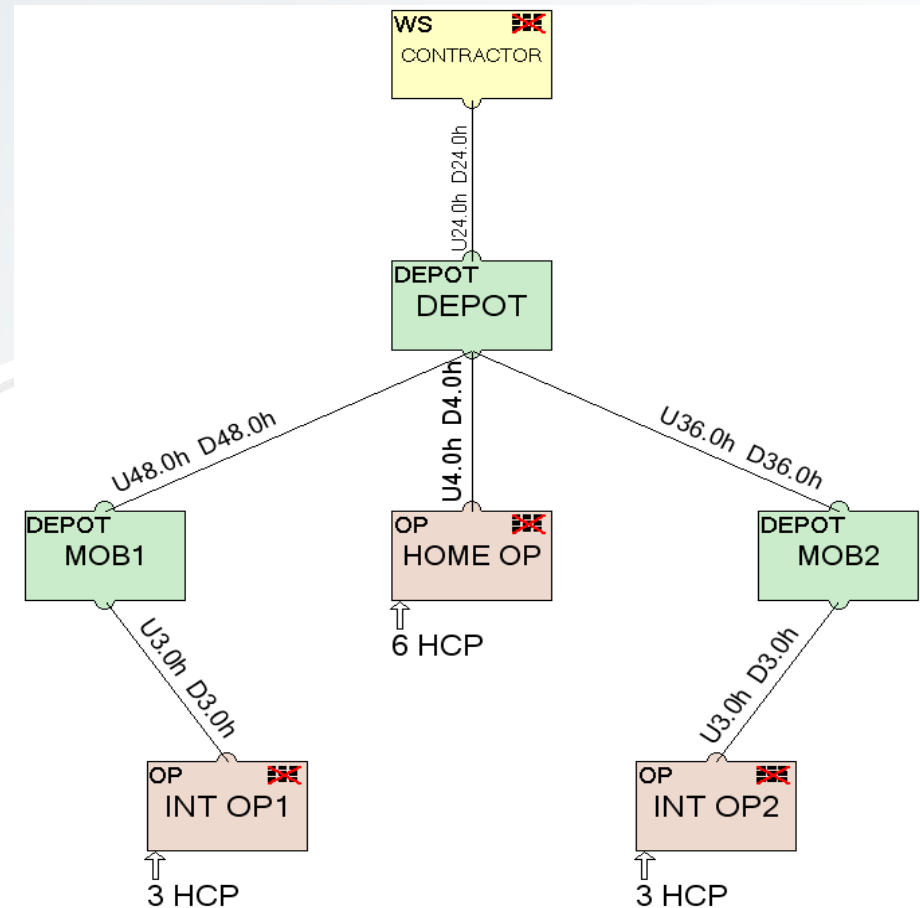 WS
CONTRACTOR
U24.0h D24.0h
DEPOT
DEPOT
U48.0h D48.0h
U4.0h D4.0h
U36.0h D36.0h
DEPOT
MOB1
OP
HOME OP
6 HCP
DEPOT
MOB2
U3.0h D3.0h
U3.0h D3.0h
OP
INT OP1
3 HCP
OP
INT OP2
3 HCP